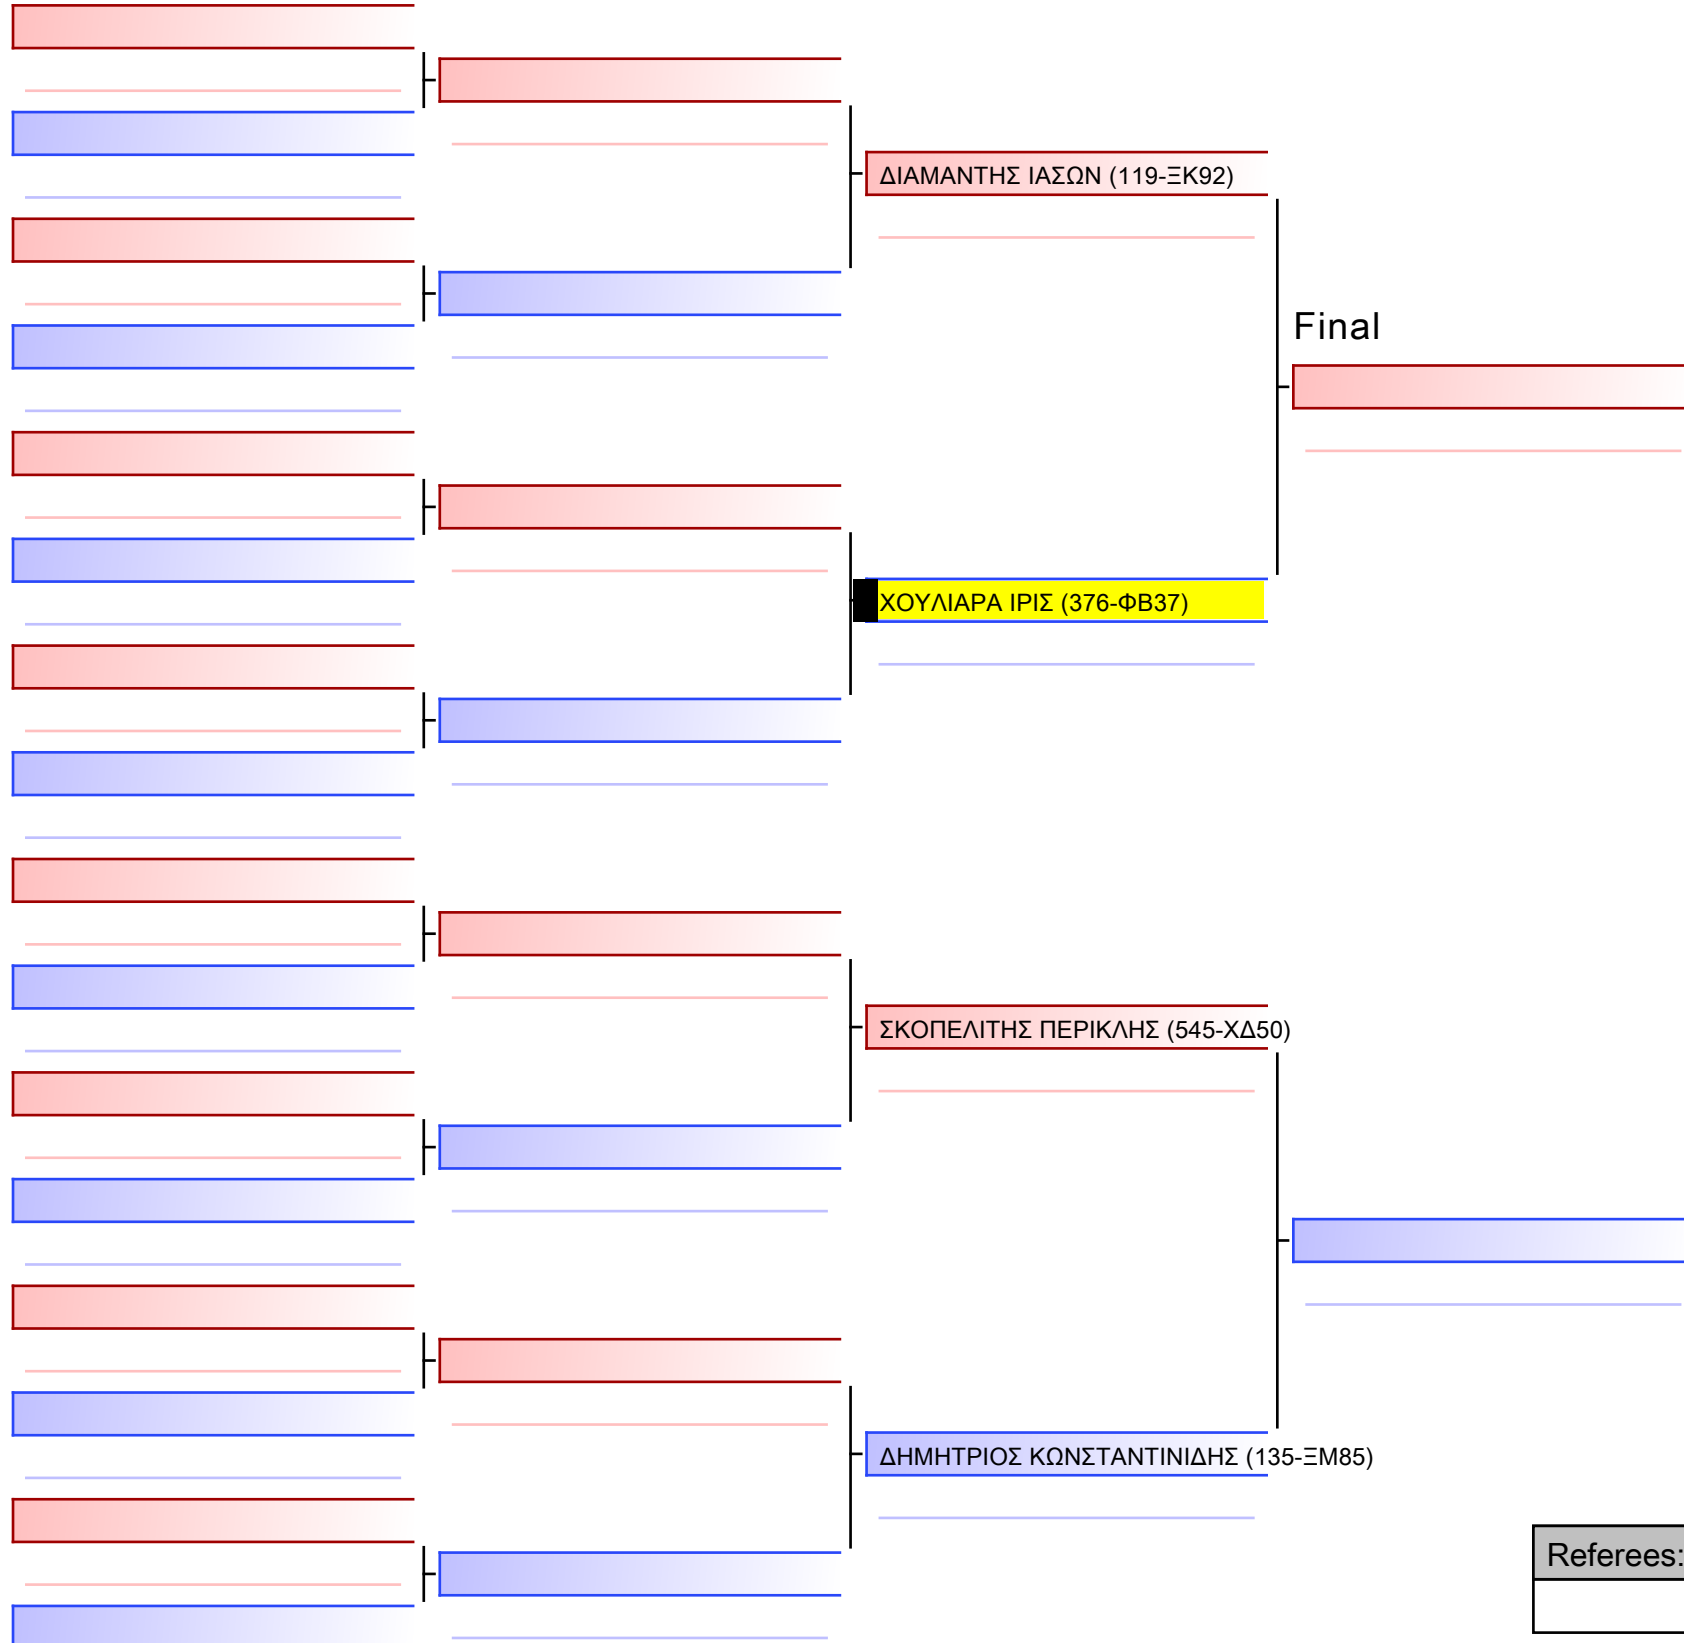 ΔΙΑΜΑΝΤΗΣ ΙΑΣΩΝ (119-ΞΚ92)
Final
ΧΟΥΛΙΑΡΑ ΙΡΙΣ (376-ΦΒ37)
ΣΚΟΠΕΛΙΤΗΣ ΠΕΡΙΚΛΗΣ (545-ΧΔ50)
ΔΗΜΗΤΡΙΟΣ ΚΩΝΣΤΑΝΤΙΝΙΔΗΣ (135-ΞΜ85)
Referees: